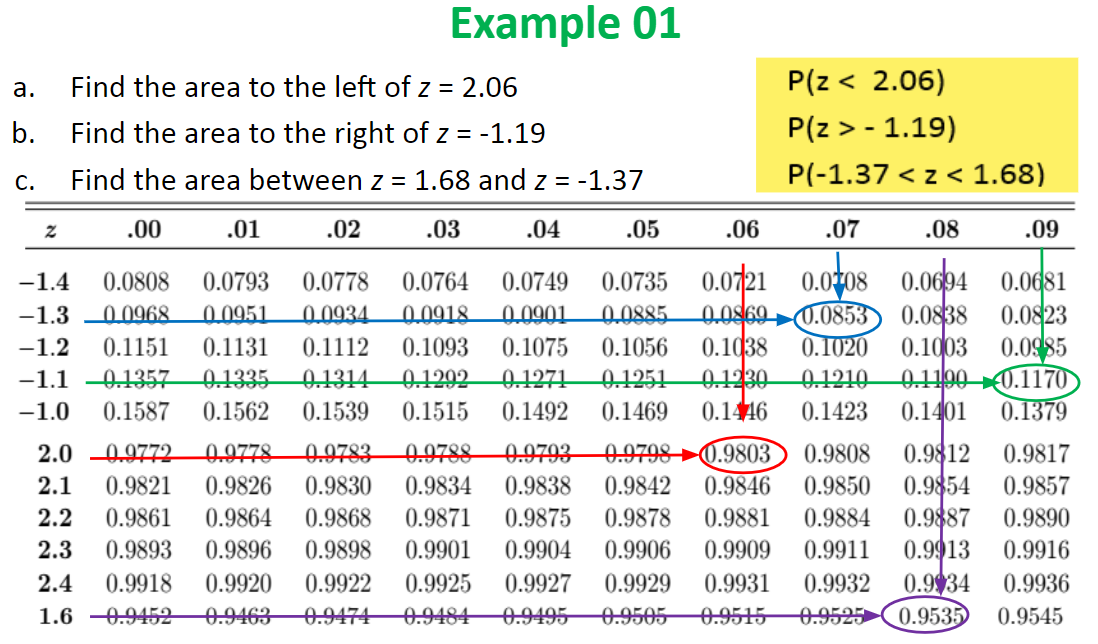 Example 01
a. Find the area to the left of z = 2.06
b. Find the area to the right of z = -1.19
c. Find the area between z = 1.68 and z = -1.37
P(z < 2.06)
P(z > - 1.19)
P(-1.37 < z < 1.68)
z .00 .01 .02 .03 .04 .05 .06 .07 .08 .09
−1.4 0.0808 0.0793 0.0778 0.0764 0.0749 0.0735 0.0721 0.0708 0.0694 0.0681
−1.3 0.0968 0.0951 0.0934 0.0918 0.0901 0.0885 0.0869 0.0853 0.0838 0.0823
−1.2 0.1151 0.1131 0.1112 0.1093 0.1075 0.1056 0.1038 0.1020 0.1003 0.0985
−1.1 0.1357 0.1335 0.1314 0.1292 0.1271 0.1251 0.1230 0.1210 0.1190 0.1170
−1.0 0.1587 0.1562 0.1539 0.1515 0.1492 0.1469 0.1446 0.1423 0.1401 0.1379
2.0 0.9772 0.9778 0.9783 0.9788 0.9793 0.9798 0.9803 0.9808 0.9812 0.9817
2.1 0.9821 0.9826 0.9830 0.9834 0.9838 0.9842 0.9846 0.9850 0.9854 0.9857
2.2 0.9861 0.9864 0.9868 0.9871 0.9875 0.9878 0.9881 0.9884 0.9887 0.9890
2.3 0.9893 0.9896 0.9898 0.9901 0.9904 0.9906 0.9909 0.9911 0.9913 0.9916
2.4 0.9918 0.9920 0.9922 0.9925 0.9927 0.9929 0.9931 0.9932 0.9934 0.9936
1.6 0.9452 0.9463 0.9474 0.9484 0.9495 0.9505 0.9515 0.9525 0.9535 0.9545